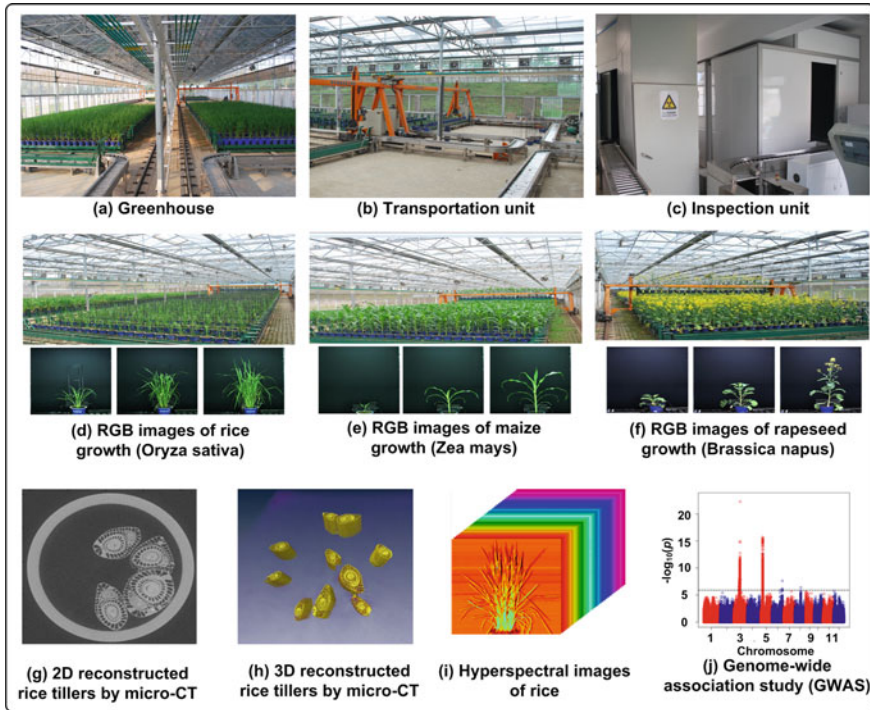 (a) Greenhouse
(b) Transportation unit
(c) Inspection unit
(d) RGB images of rice
growth (Oryza sativa)
(e) RGB images of maize
growth (Zea mays)
(f) RGB images of rapeseed
growth (Brassica napus)
(g) 2D reconstructed
rice tillers by micro-CT
(h) 3D reconstructed
rice tillers by micro-CT
(i) Hyperspectral images
of rice
-log10(p)
20
15
10
5
0
1 3 5 7 9 11
Chromosome
(j) Genome-wide
association study (GWAS)